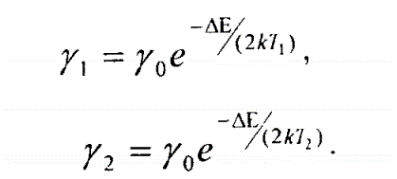 γ₁ = γ₀e^{-ΔE/(2kT₁)},
γ₂ = γ₀e^{-ΔE/(2kT₂)}.